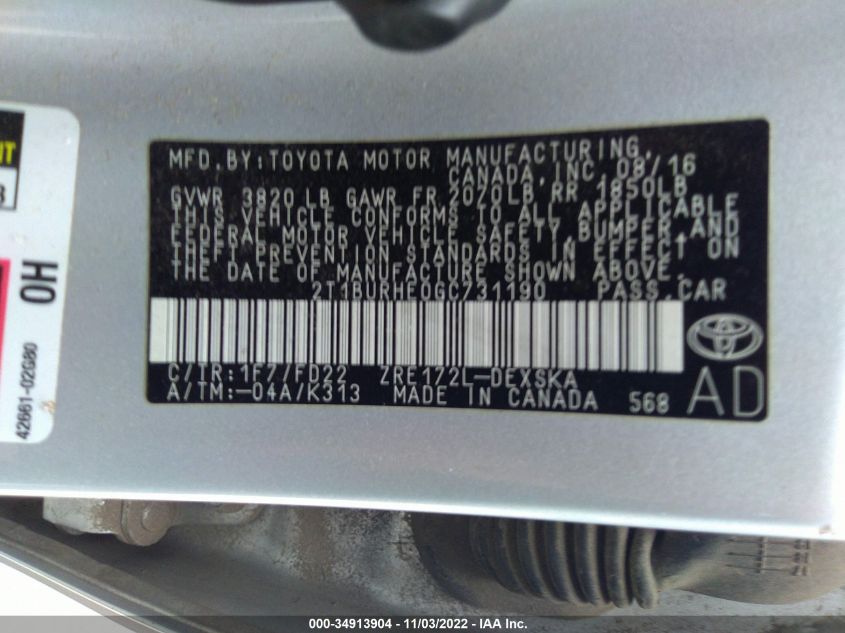 NT
3
0H
42661-02G80
MFD. BY: TOYOTA MOTOR MANUFACTURING,
CANADA, INC. 08/16
GVWR 3820 LB GAWR FR 2070LB RR 1850LB
THIS VEHICLE CONFORMS TO ALL APPLICABLE
FEDERAL MOTOR VEHICLE SAFETY, BUMPER, AND
THEFT PREVENTION STANDARDS IN EFFECT ON
THE DATE OF MANUFACTURE SHOWN ABOVE.
2T1BURHE0GC731190 PASS. CAR
C/TR: 1F7/FD22 ZRE172L-DEXSKA
A/TM:-04A/K313 MADE IN CANADA 568
AD
000-34913904 - 11/03/2022 - IAA Inc.